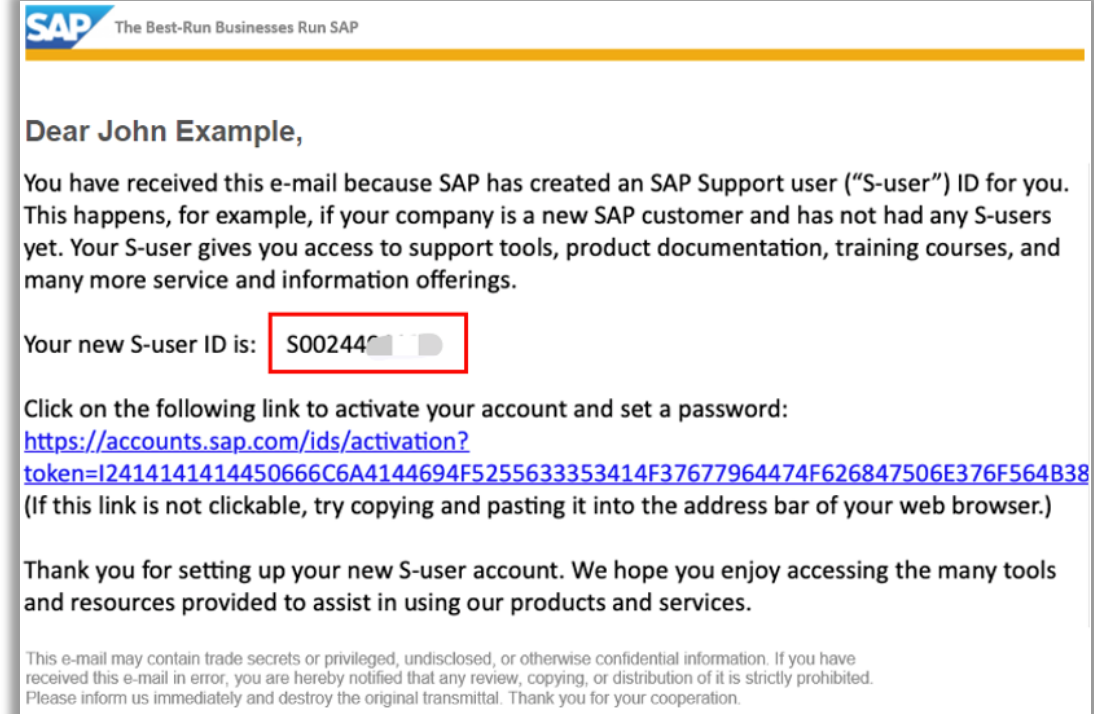 SAP The Best-Run Businesses Run SAP
Dear John Example,
You have received this e-mail because SAP has created an SAP Support user (“S-user”) ID for you.
This happens, for example, if your company is a new SAP customer and has not had any S-users
yet. Your S-user gives you access to support tools, product documentation, training courses, and
many more service and information offerings.
Your new S-user ID is: S00244
Click on the following link to activate your account and set a password:
https://accounts.sap.com/ids/activation?
token=I2414141414450666C6A4144694F5255633353414F37677964474F626847506E376F564B38
(If this link is not clickable, try copying and pasting it into the address bar of your web browser.)
Thank you for setting up your new S-user account. We hope you enjoy accessing the many tools
and resources provided to assist in using our products and services.
This e-mail may contain trade secrets or privileged, undisclosed, or otherwise confidential information. If you have
received this e-mail in error, you are hereby notified that any review, copying, or distribution of it is strictly prohibited.
Please inform us immediately and destroy the original transmittal. Thank you for your cooperation.